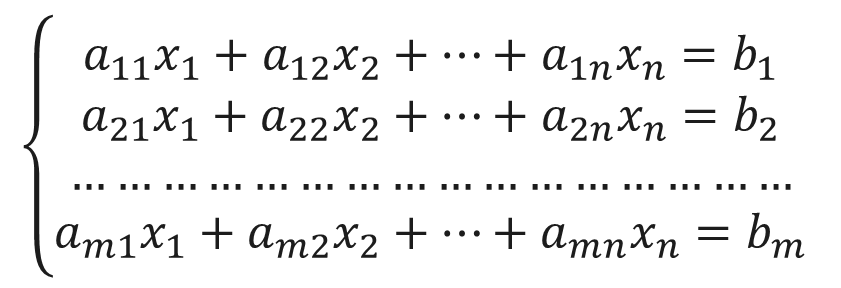 a₁₁x₁ + a₁₂x₂ + ⋯ + a₁ₙxₙ = b₁
a₂₁x₁ + a₂₂x₂ + ⋯ + a₂ₙxₙ = b₂
… … … … … … … … … … … … … … … …
aₘ₁x₁ + aₘ₂x₂ + ⋯ + aₘₙxₙ = bₘ